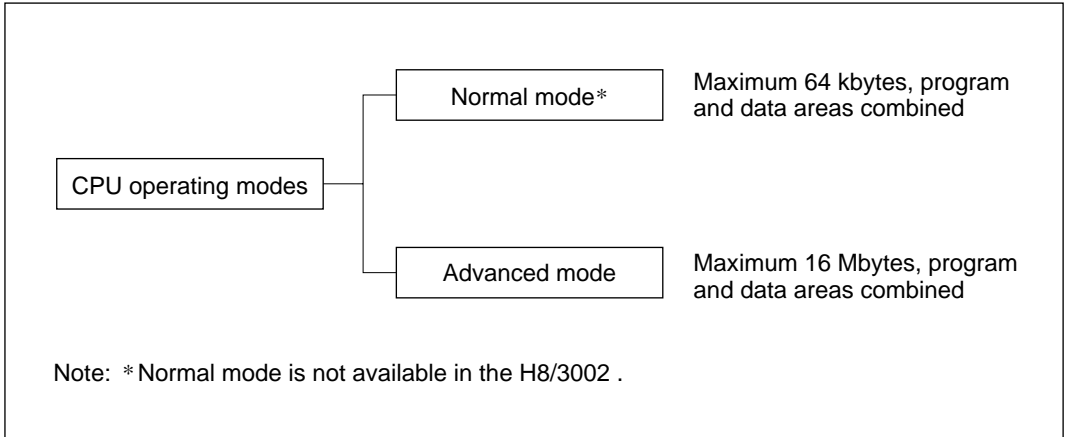 Normal mode*
Maximum 64 kbytes, program
and data areas combined
CPU operating modes
Advanced mode
Maximum 16 Mbytes, program
and data areas combined
Note: * Normal mode is not available in the H8/3002 .